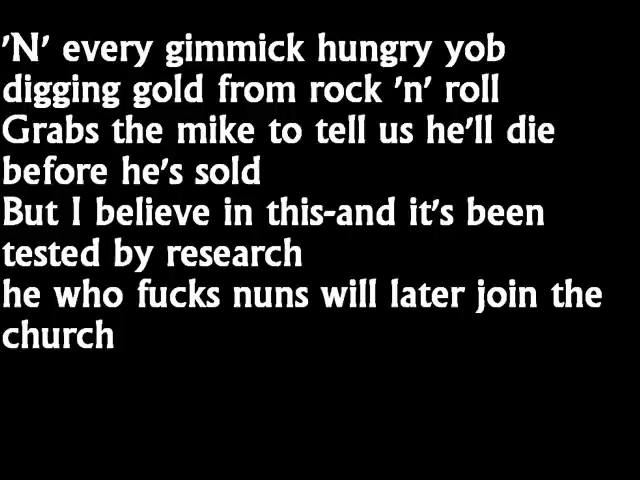 ’N’ every gimmick hungry yob
digging gold from rock ’n’ roll
Grabs the mike to tell us he’ll die
before he’s sold
But I believe in this-and it’s been
tested by research
he who fucks nuns will later join the
church